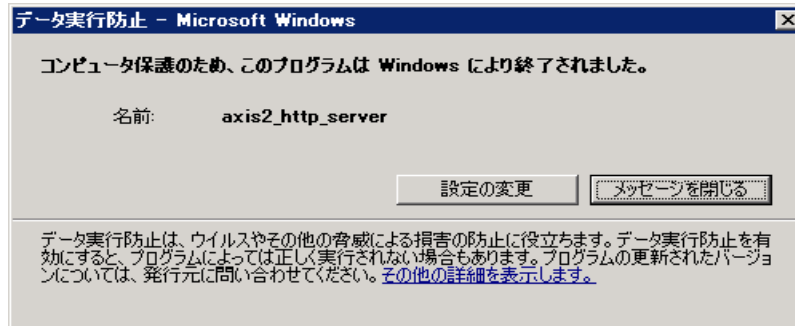 データ実行防止 - Microsoft Windows
コンピュータ保護のため、このプログラムは Windows により終了されました。
名前: axis2_http_server
設定の変更 メッセージを閉じる
データ実行防止は、ウイルスやその他の脅威による損害の防止に役立ちます。データ実行防止を有
効にすると、プログラムによっては正しく実行されない場合もあります。プログラムの更新されたバージョ
ンについては、発行元に問い合わせてください。その他の詳細を表示します。